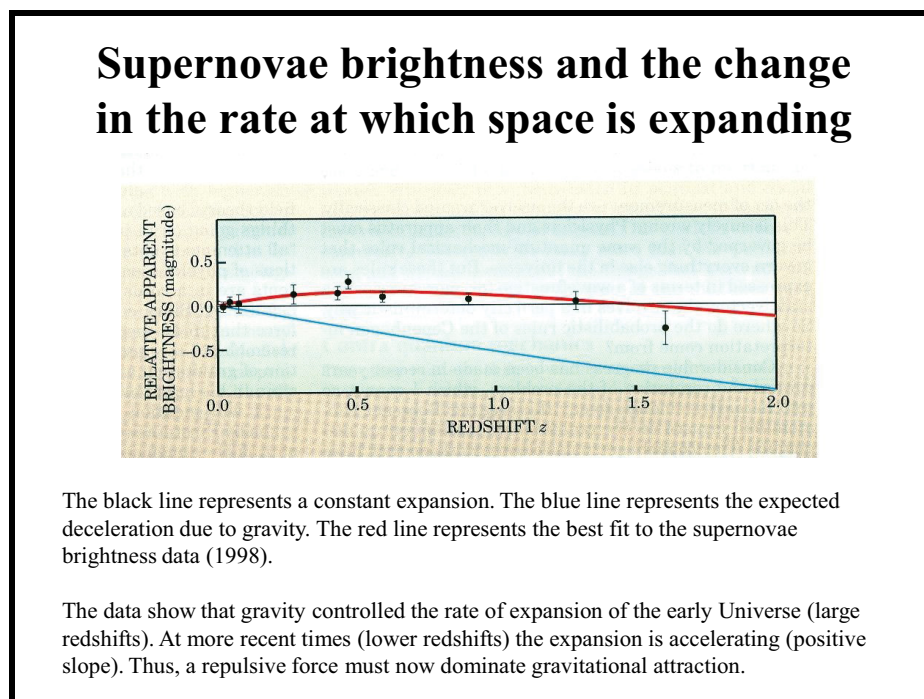 Supernovae brightness and the change
in the rate at which space is expanding
RELATIVE APPARENT
BRIGHTNESS (magnitude)
0.5
0.0
−0.5
0.0
0.5
1.0
1.5
2.0
REDSHIFT z
The black line represents a constant expansion. The blue line represents the expected
deceleration due to gravity. The red line represents the best fit to the supernovae
brightness data (1998).
The data show that gravity controlled the rate of expansion of the early Universe (large
redshifts). At more recent times (lower redshifts) the expansion is accelerating (positive
slope). Thus, a repulsive force must now dominate gravitational attraction.